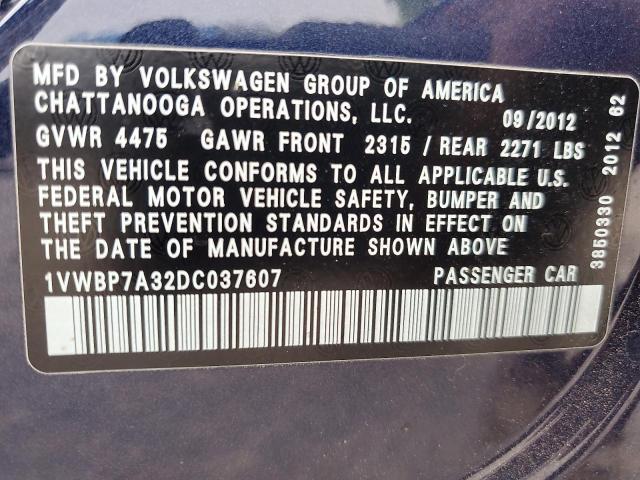 MFD BY VOLKSWAGEN GROUP OF AMERICA
CHATTANOOGA OPERATIONS, LLC. 09/2012
GVWR 4475 GAWR FRONT 2315 / REAR 2271 LBS
THIS VEHICLE CONFORMS TO ALL APPLICABLE U.S.
FEDERAL MOTOR VEHICLE SAFETY, BUMPER AND
THEFT PREVENTION STANDARDS IN EFFECT ON
THE DATE OF MANUFACTURE SHOWN ABOVE
1VWBP7A32DC037607 PASSENGER CAR
3850330 2012 62